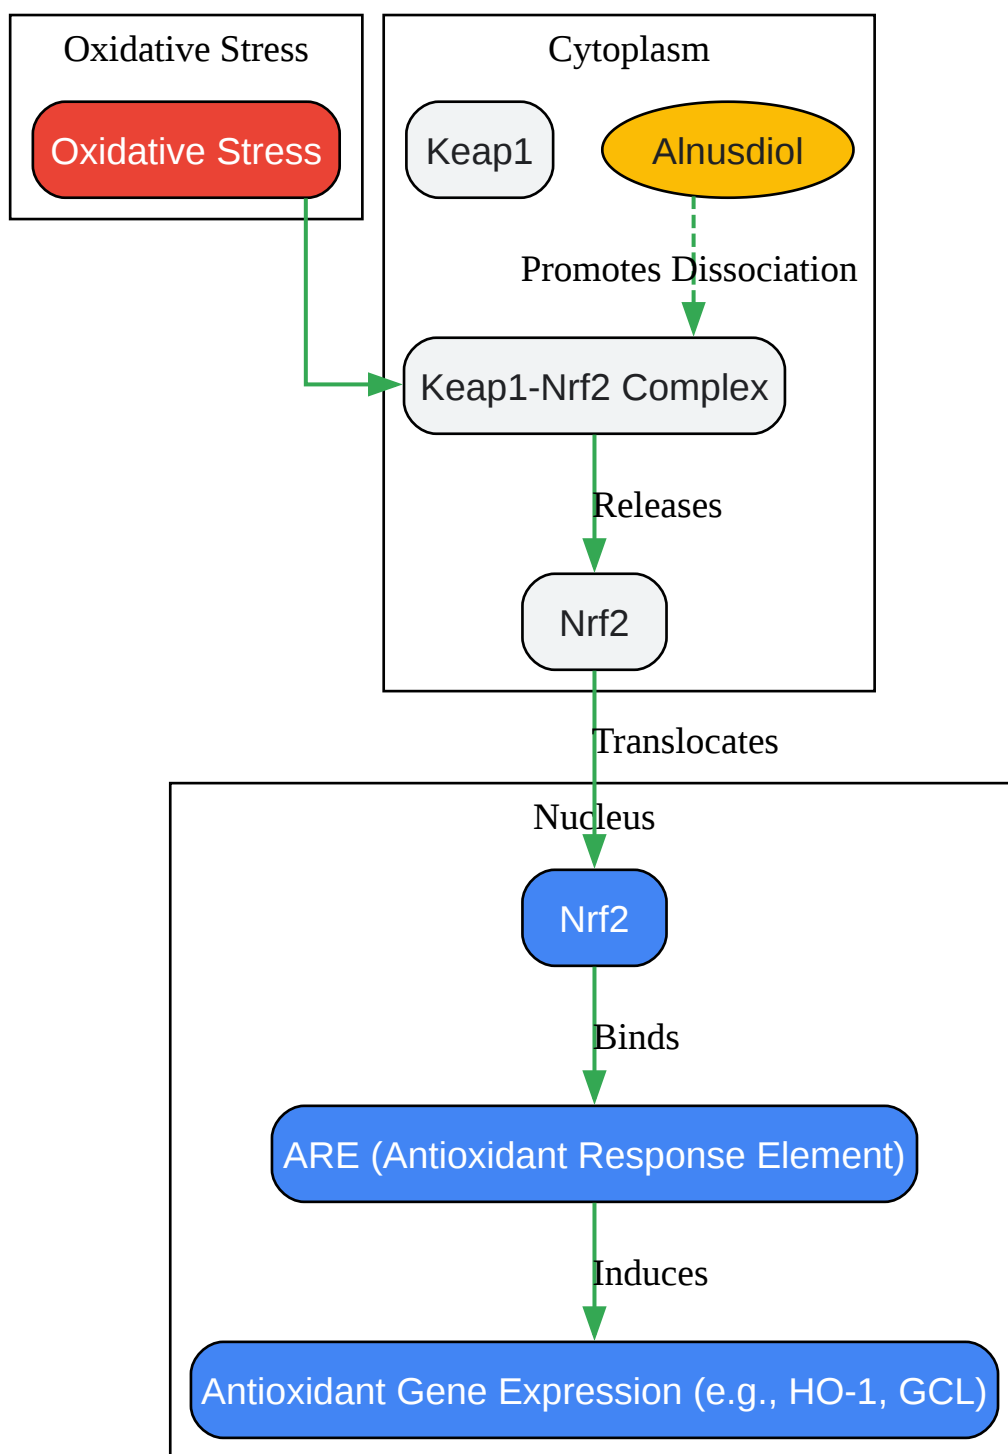 Oxidative Stress
Oxidative Stress
Cytoplasm
Keap1
Alnusdiol
Promotes Dissociation
Keap1-Nrf2 Complex
Releases
Nrf2
Translocates
Nucleus
Nrf2
Binds
ARE (Antioxidant Response Element)
Induces
Antioxidant Gene Expression (e.g., HO-1, GCL)